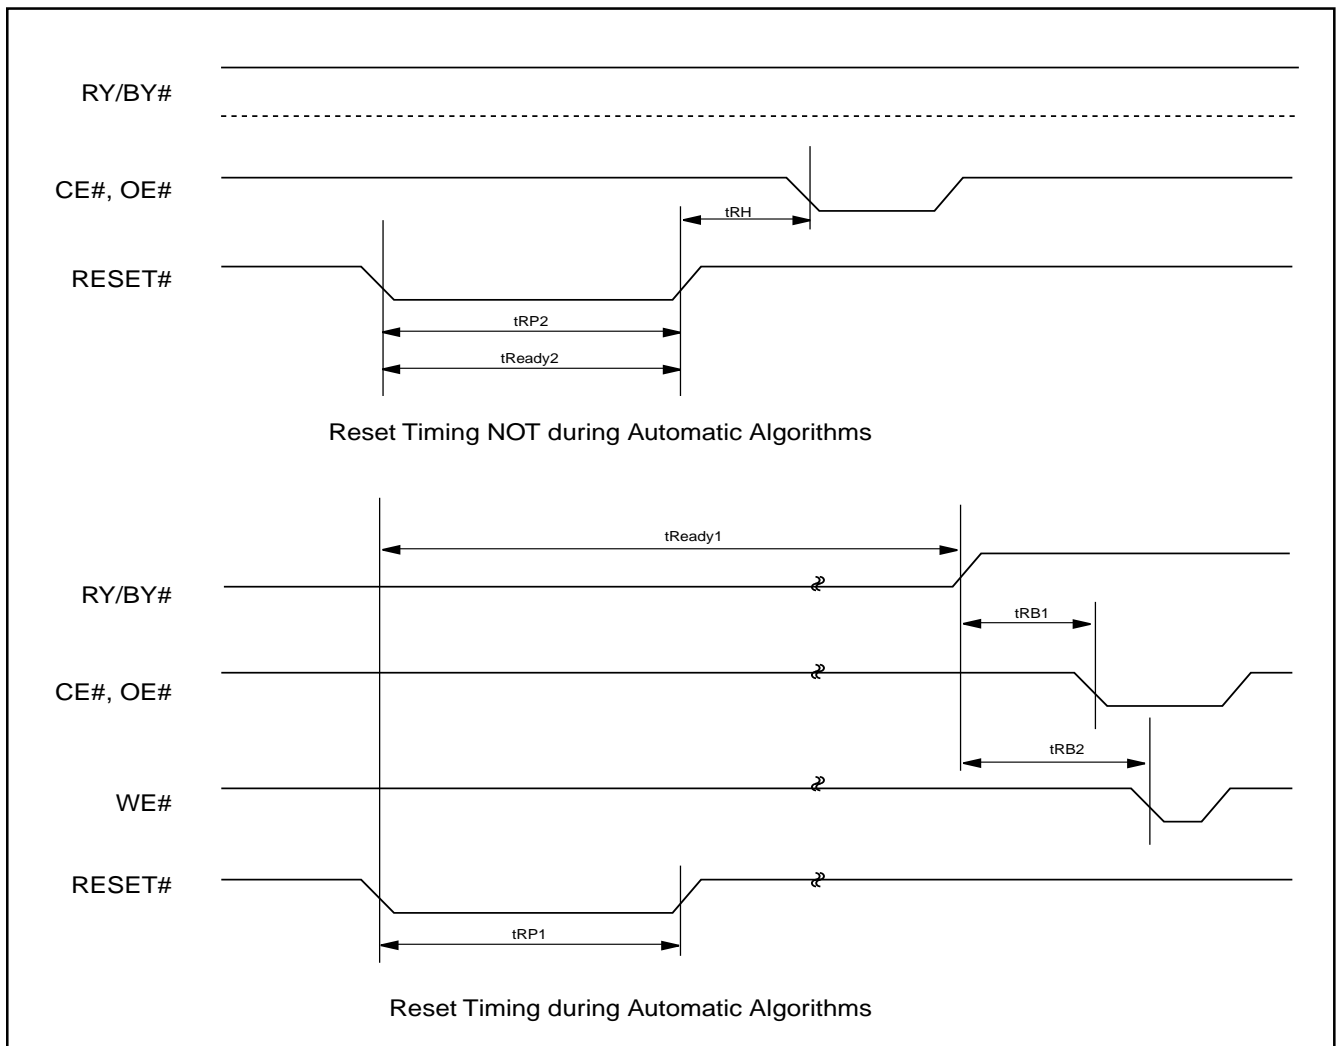 RY/BY#
CE#, OE#
tRH
RESET#
tRP2
tReady2
Reset Timing NOT during Automatic Algorithms
tReady1
RY/BY#
tRB1
CE#, OE#
tRB2
WE#
RESET#
tRP1
Reset Timing during Automatic Algorithms